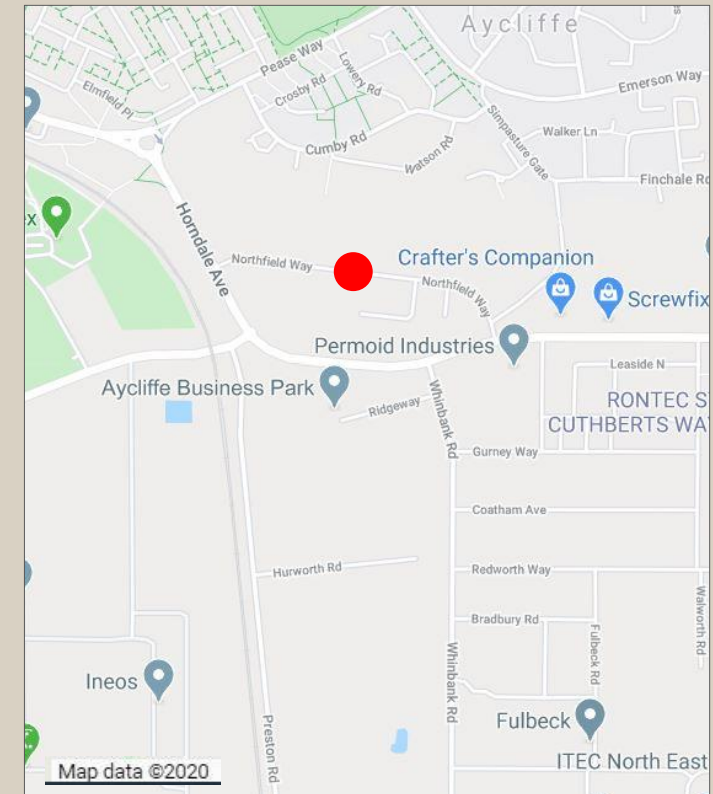 Aycliffe
Pease Way
Lowery Rd
Crosby Rd
Emerson Way
Elmfield Pl
Simpasture Gate
Walker Ln
Cumby Rd
Watson Rd
Finchale Rd
ex
Horndale Ave
Northfield Way
Crafter's Companion
Northfield Way
Screwfix
Permoid Industries
Leaside N
Aycliffe Business Park
Ridgeway
Whinbank Rd
RONTEC S
CUTHBERTS WA
Gurney Way
Coatham Ave
Hurworth Rd
Redworth Way
Walworth Rd
Bradbury Rd
Fulbeck Rd
Whinbank Rd
Ineos
Preston Rd
Fulbeck
ITEC North East
Map data ©2020